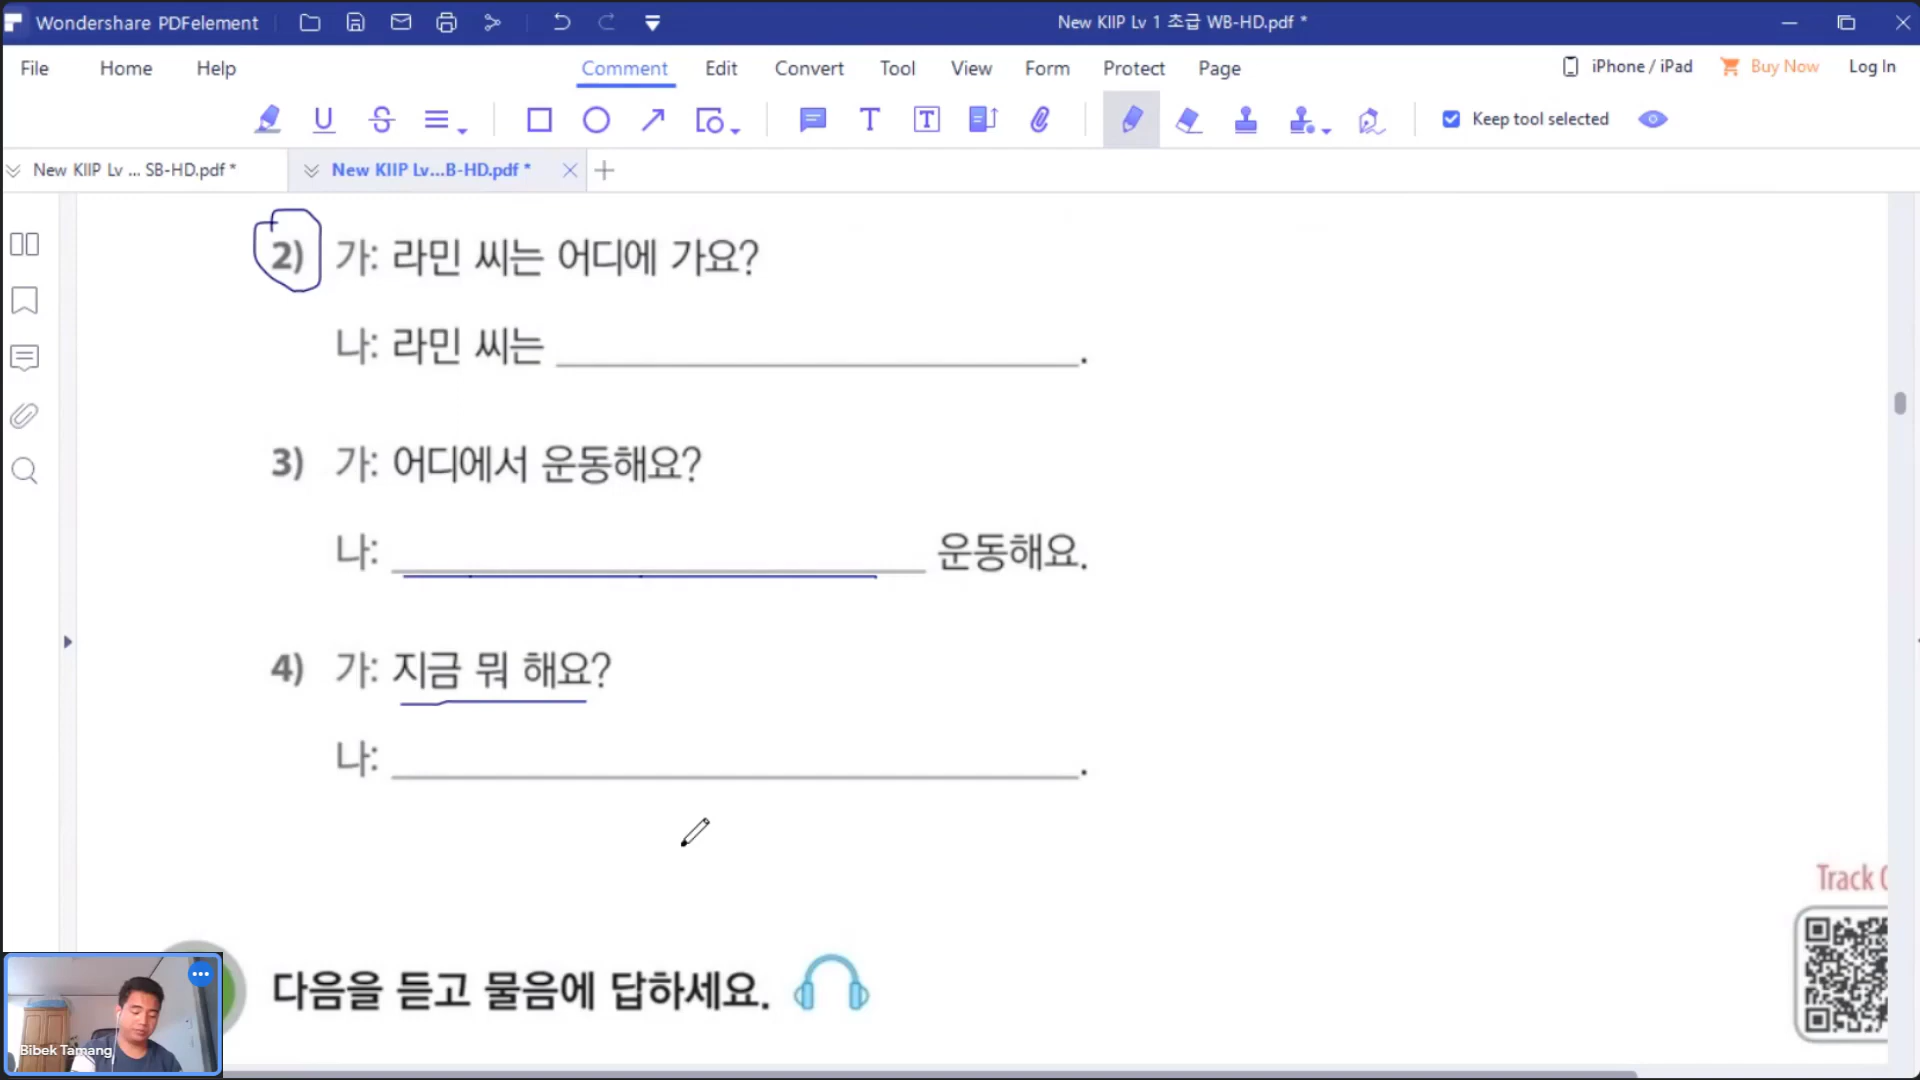 Wondershare PDFelement
New KIIP Lv 1 초급 WB-HD.pdf *
File Home Help Comment Edit Convert Tool View Form Protect Page iPhone / iPad Buy Now Log In
Keep tool selected
New KIIP Lv ... SB-HD.pdf *
New KIIP Lv...B-HD.pdf *
2) 가: 라민 씨는 어디에 가요?
나: 라민 씨는 .
3) 가: 어디에서 운동해요?
나: 운동해요.
4) 가: 지금 뭐 해요?
나: .
Track
다음을 듣고 물음에 답하세요.
Bibek Tamang